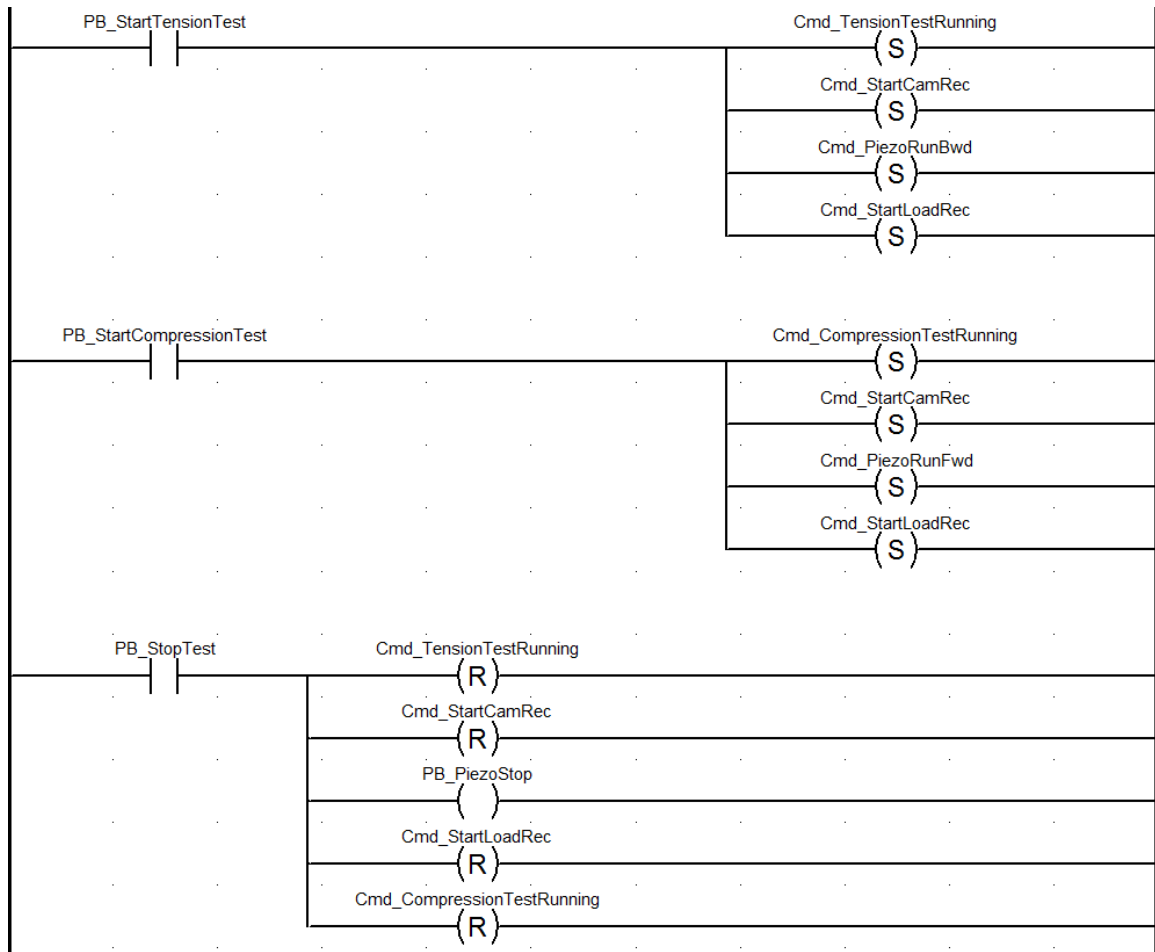 PB_StartTensionTest
Cmd_TensionTestRunning
S
Cmd_StartCamRec
S
Cmd_PiezoRunBwd
S
Cmd_StartLoadRec
S
PB_StartCompressionTest
Cmd_CompressionTestRunning
S
Cmd_StartCamRec
S
Cmd_PiezoRunFwd
S
Cmd_StartLoadRec
S
PB_StopTest
Cmd_TensionTestRunning
R
Cmd_StartCamRec
R
PB_PiezoStop
Cmd_StartLoadRec
R
Cmd_CompressionTestRunning
R